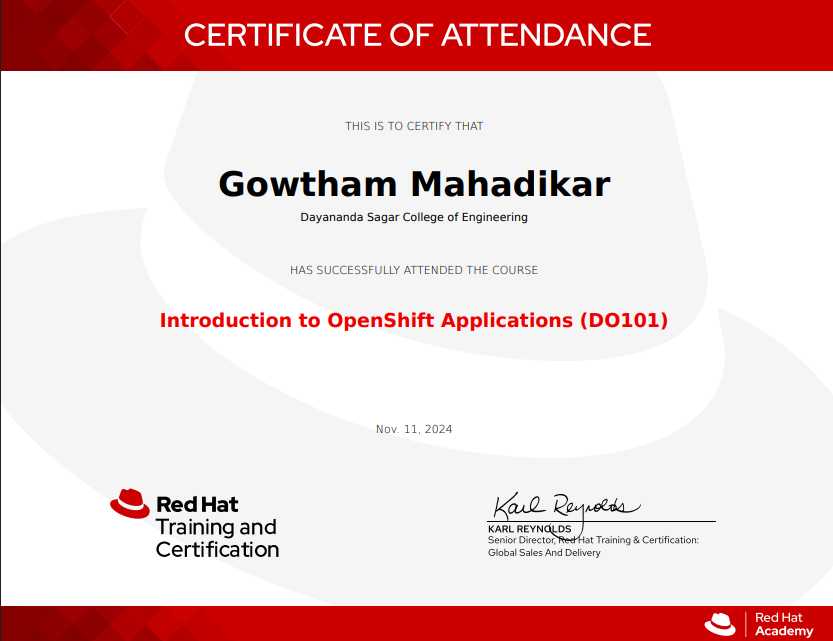 CERTIFICATE OF ATTENDANCE
THIS IS TO CERTIFY THAT
Gowtham Mahadikar
Dayananda Sagar College of Engineering
HAS SUCCESSFULLY ATTENDED THE COURSE
Introduction to OpenShift Applications (DO101)
Nov. 11, 2024
Red Hat
Training and
Certification
Karl Reynolds
KARL REYNOLDS
Senior Director, Red Hat Training & Certification:
Global Sales And Delivery
Red Hat
Academy